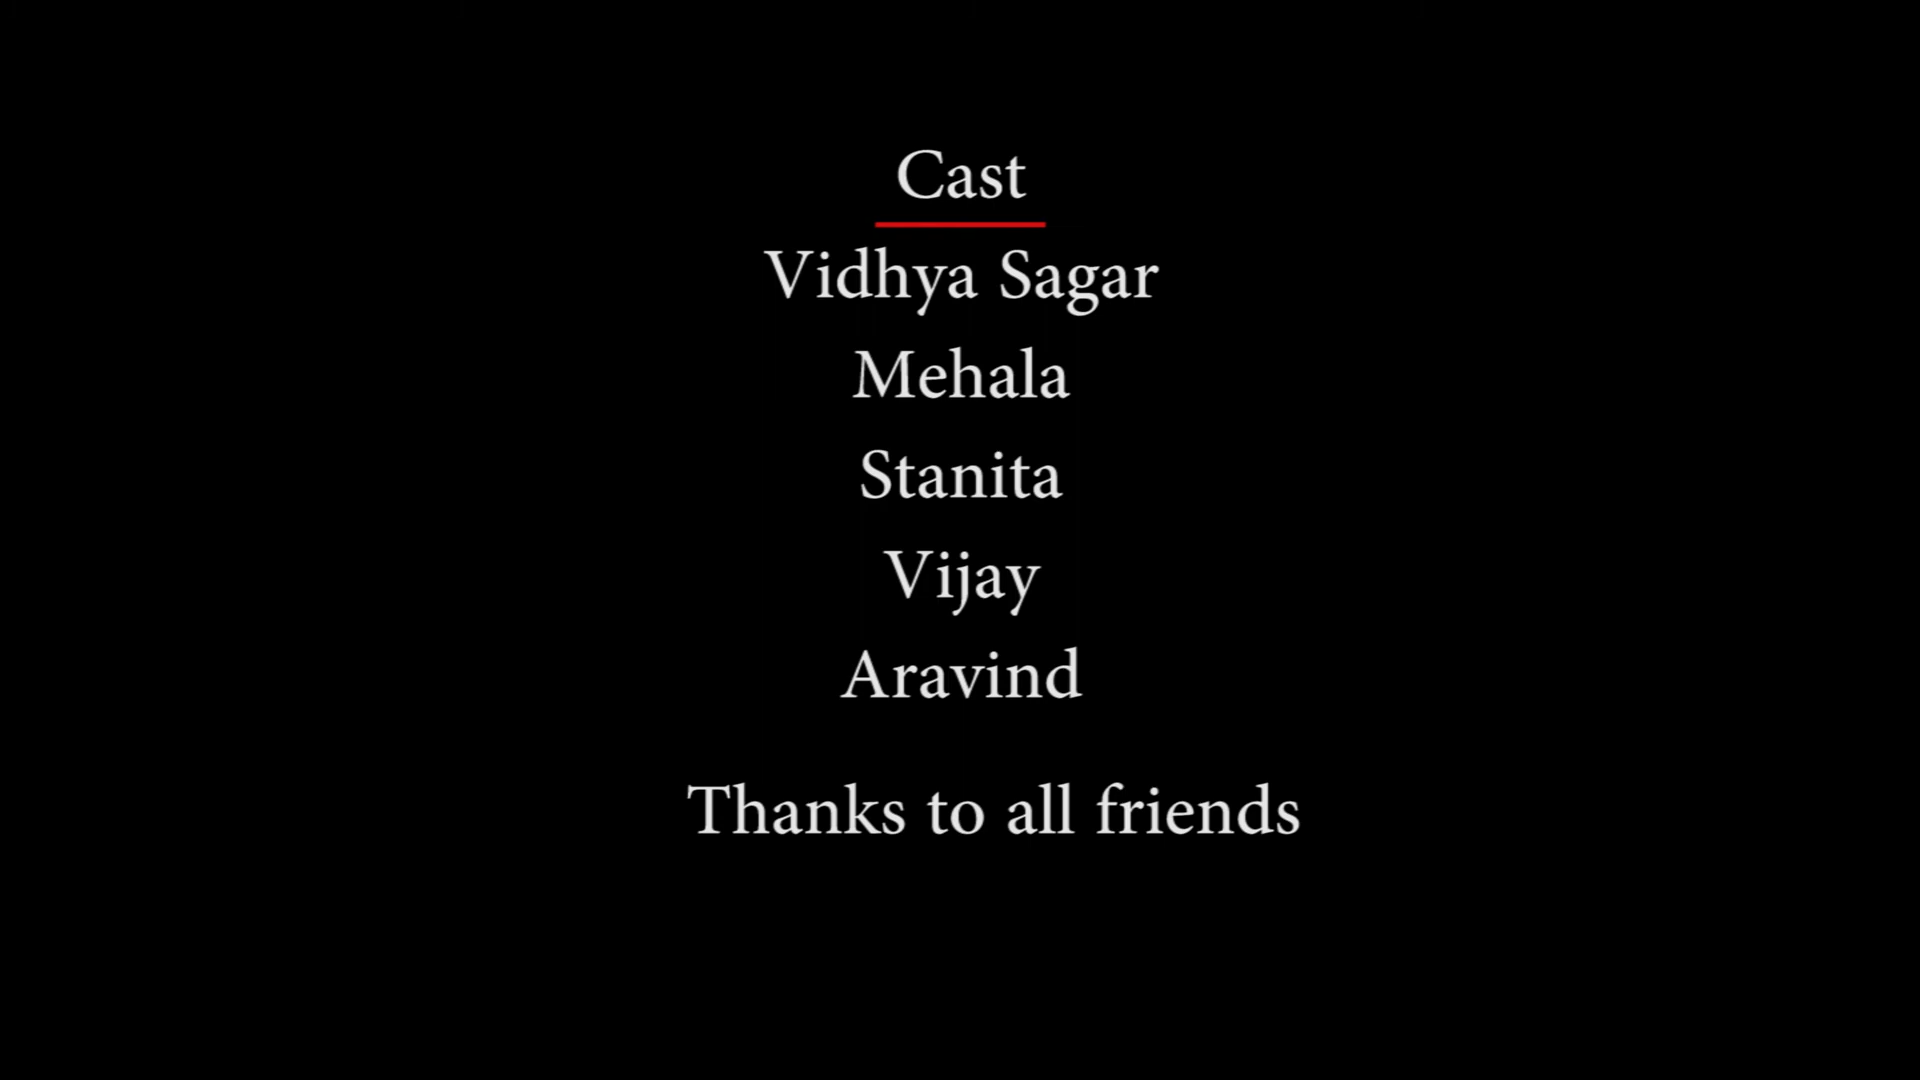 Cast
Vidhya Sagar
Mehala
Stanita
Vijay
Aravind
Thanks to all friends